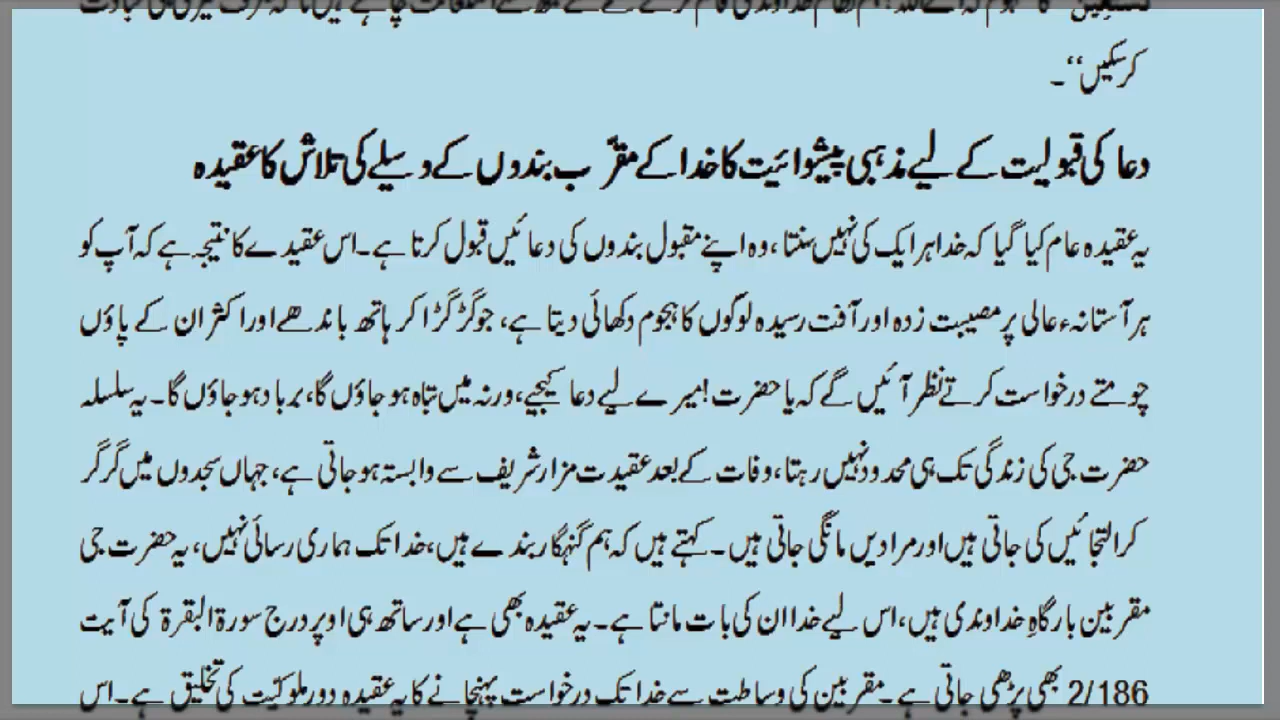 کرسکیں‘‘۔
دعا کی قبولیت کے لیے مذہبی پیشوائیت کا خدا کے مقرّب بندوں کے وسیلے کی تلاش کا عقیدہ
یہ عقیدہ عام کیا گیا کہ خدا ہر ایک کی نہیں سنتا، وہ اپنے مقبول بندوں کی دعائیں قبول کرتا ہے۔ اس عقیدے کا نتیجہ ہے کہ آپ کو
ہر آستانہء عالی پر مصیبت زدہ اور آفت رسیدہ لوگوں کا ہجوم دکھائی دیتا ہے، جو گڑگڑا کر ہاتھ باندھے اور اکثر ان کے پاؤں
چومتے درخواست کرتے نظر آئیں گے کہ یا حضرت! میرے لیے دعا کیجیے، ورنہ میں تباہ ہو جاؤں گا، برباد ہو جاؤں گا۔ یہ سلسلہ
حضرت جی کی زندگی تک ہی محدود نہیں رہتا، وفات کے بعد عقیدت مزار شریف سے وابستہ ہو جاتی ہے، جہاں سجدوں میں گر گر
کر التجائیں کی جاتی ہیں اور مرادیں مانگی جاتی ہیں۔ کہتے ہیں کہ ہم گنہگار بندے ہیں، خدا تک ہماری رسائی نہیں، یہ حضرت جی
مقربین بارگاہِ خداوندی ہیں، اس لیے خدا ان کی بات مانتا ہے۔ یہ عقیدہ بھی ہے اور ساتھ ہی اوپر درج سورۃ البقرۃ کی آیت
2/186 بھی پڑھی جاتی ہے۔ مقربین کی وساطت سے خدا تک درخواست پہنچانے کا یہ عقیدہ دورِ ملوکیّت کی تخلیق ہے۔ اس